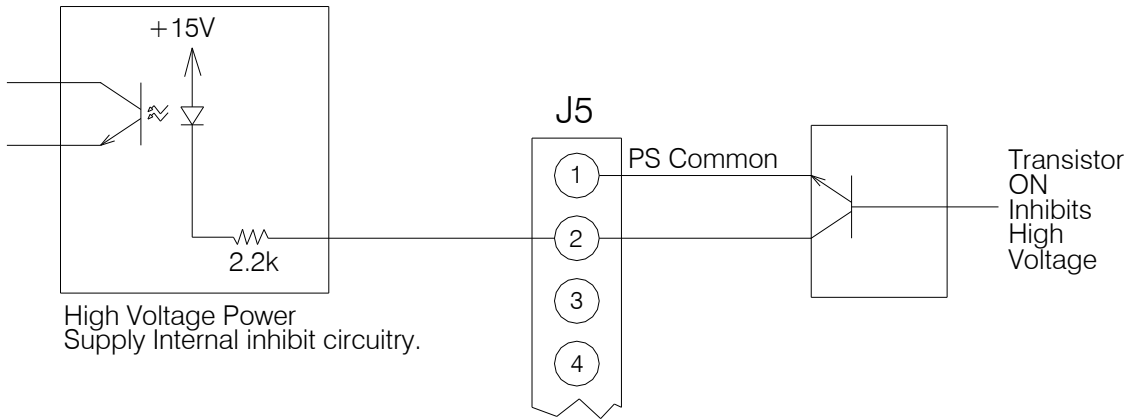 +15V
J5
1
PS Common
2
2.2k
3
4
Transistor
ON
Inhibits
High
Voltage
High Voltage Power
Supply Internal inhibit circuitry.